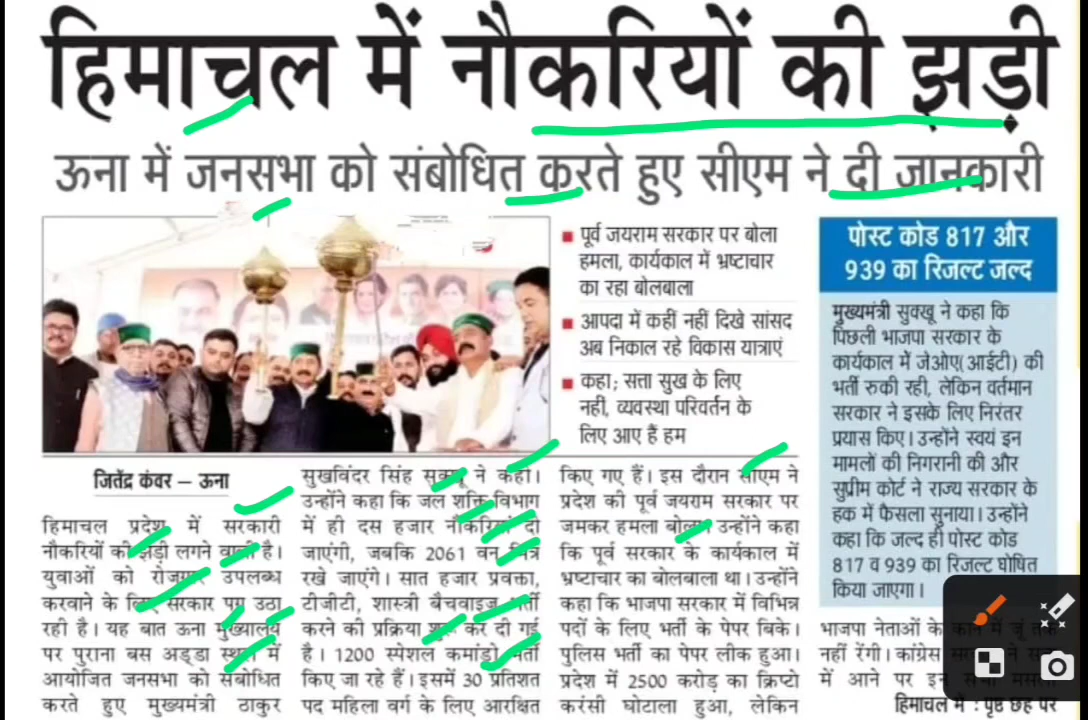 हिमाचल में नौकरियों की झड़ी
ऊना में जनसभा को संबोधित करते हुए सीएम ने दी जानकारी
पूर्व जयराम सरकार पर बोला
हमला, कार्यकाल में भ्रष्टाचार
का रहा बोलबाला
आपदा में कहीं नहीं दिखे सांसद
अब निकाल रहे विकास यात्राएं
कहा; सत्ता सुख के लिए
नहीं, व्यवस्था परिवर्तन के
लिए आए हैं हम
पोस्ट कोड 817 और
939 का रिजल्ट जल्द
मुख्यमंत्री सुक्खू ने कहा कि
पिछली भाजपा सरकार के
कार्यकाल में जेओए(आईटी) की
भर्ती रुकी रही, लेकिन वर्तमान
सरकार ने इसके लिए निरंतर
प्रयास किए। उन्होंने स्वयं इन
मामलों की निगरानी की और
सुप्रीम कोर्ट ने राज्य सरकार के
हक में फैसला सुनाया। उन्होंने
कहा कि जल्द ही पोस्ट कोड
817 व 939 का रिजल्ट घोषित
किया जाएगा।
जितेंद्र कंवर – ऊना
हिमाचल प्रदेश में सरकारी
नौकरियों की झड़ी लगने वाली है।
युवाओं को रोजगार उपलब्ध
करवाने के लिए सरकार पग उठा
रही है। यह बात ऊना मुख्यालय
पर पुराना बस अड्डा स्थल में
आयोजित जनसभा को संबोधित
करते हुए मुख्यमंत्री ठाकुर
सुखविंदर सिंह सुक्खू ने कही।
उन्होंने कहा कि जल शक्ति विभाग
में ही दस हजार नौकरियां दी
जाएंगी, जबकि 2061 वन मित्र
रखे जाएंगे। सात हजार प्रवक्ता,
टीजीटी, शास्त्री बैचवाइज भर्ती
करने की प्रक्रिया शुरू कर दी गई
है। 1200 स्पेशल कमांडो भर्ती
किए जा रहे हैं। इसमें 30 प्रतिशत
पद महिला वर्ग के लिए आरक्षित
किए गए हैं। इस दौरान सीएम ने
प्रदेश की पूर्व जयराम सरकार पर
जमकर हमला बोला। उन्होंने कहा
कि पूर्व सरकार के कार्यकाल में
भ्रष्टाचार का बोलबाला था। उन्होंने
कहा कि भाजपा सरकार में विभिन्न
पदों के लिए भर्ती के पेपर बिके।
पुलिस भर्ती का पेपर लीक हुआ।
प्रदेश में 2500 करोड़ का क्रिप्टो
करंसी घोटाला हुआ, लेकिन
भाजपा नेताओं के कान में जूं तक
नहीं रेंगी। कांग्रेस
में आने पर इन सभी
हिमाचल में : पृष्ठ छह पर